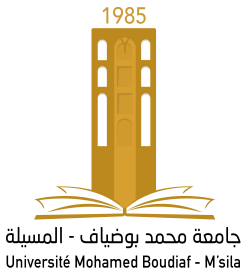 1985
جامعة محمد بوضياف - المسيلة
Université Mohamed Boudiaf - M'sila